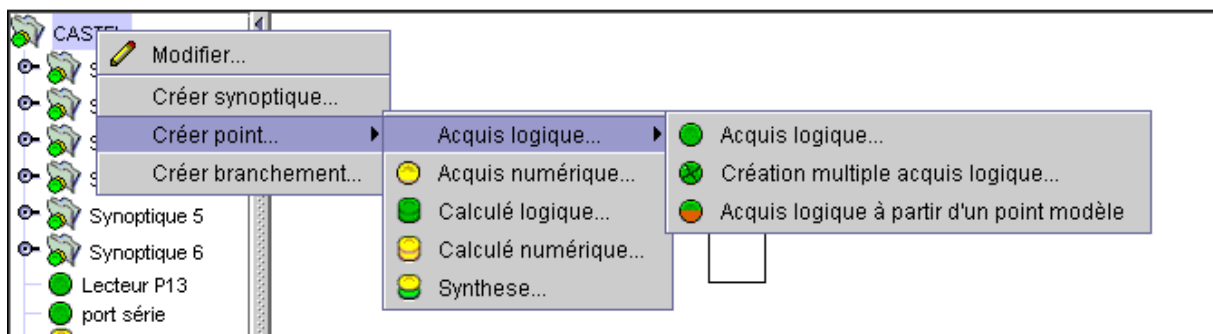 CASTEL
Modifier...
Créer synoptique...
Créer point...
Créer branchement...
Acquis logique...
Acquis numérique...
Calculé logique...
Calculé numérique...
Synthese...
Acquis logique...
Création multiple acquis logique...
Acquis logique à partir d'un point modèle
Synoptique 5
Synoptique 6
Lecteur P13
port série